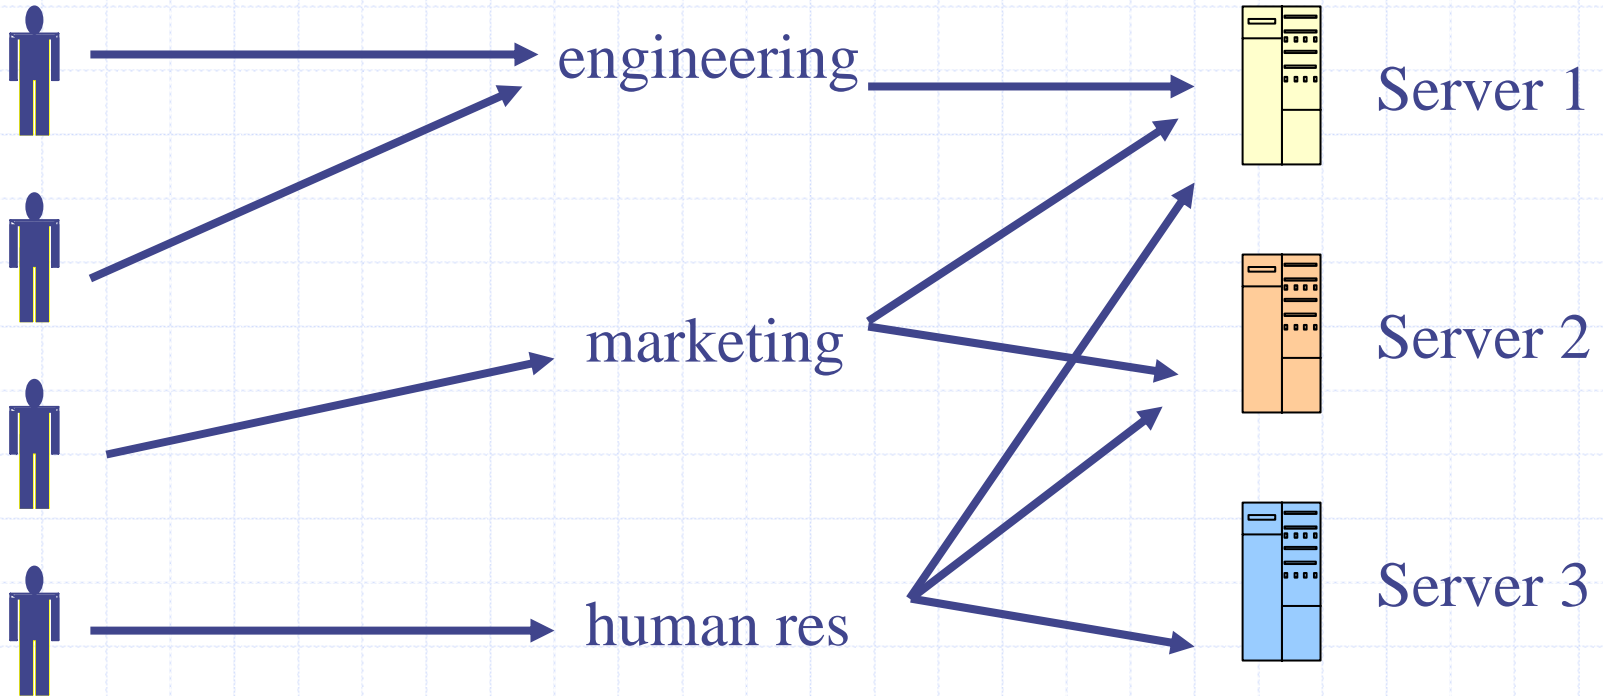 engineering
Server 1
marketing
Server 2
human res
Server 3